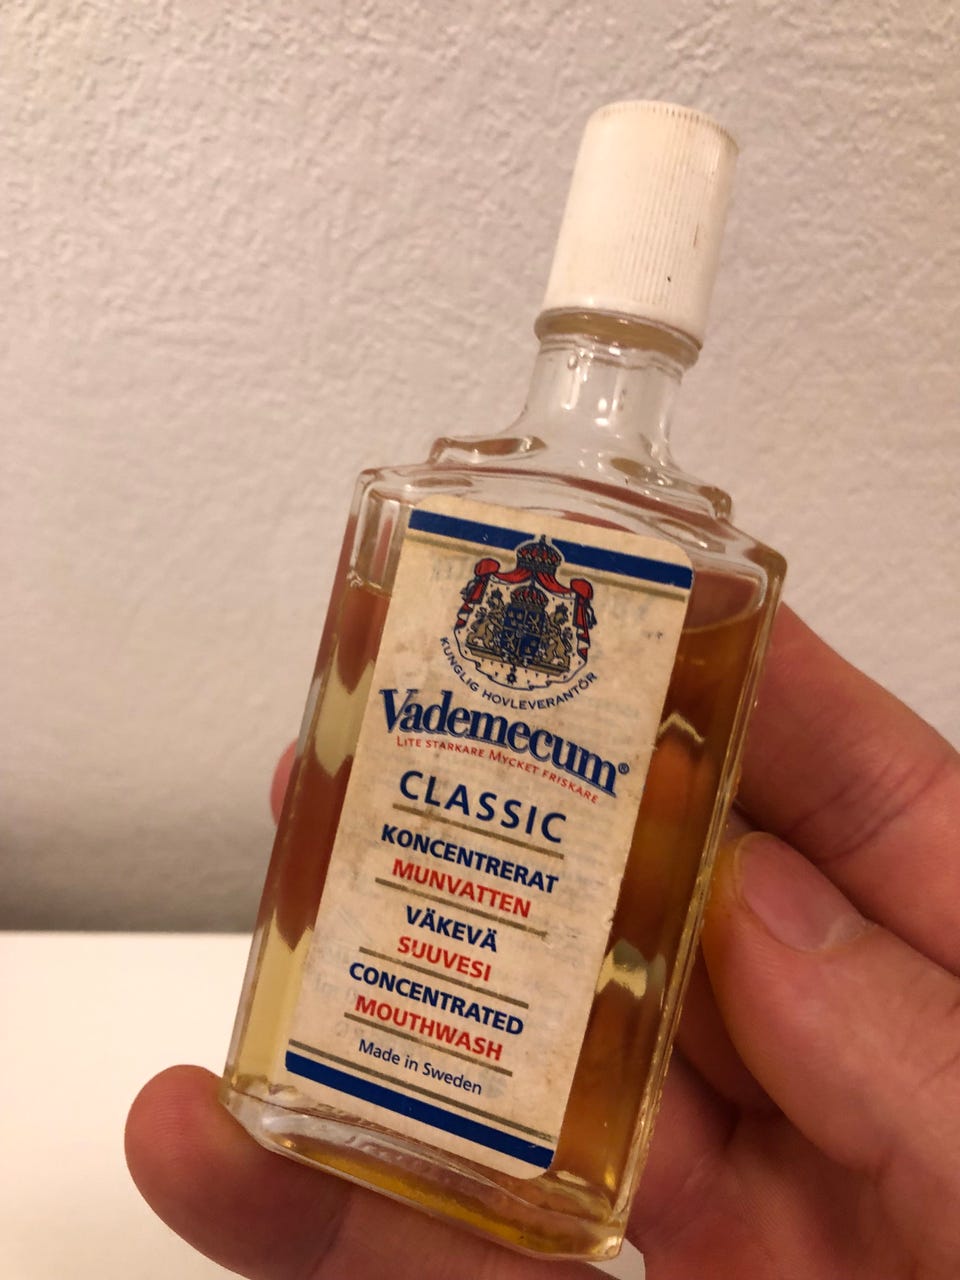 KUNGLIG HOVLEVERANTÖR
Vademecum®
LITE STARKARE MYCKET FRISKARE
CLASSIC
KONCENTRERAT
MUNVATTEN
VÄKEVÄ
SUUVESI
CONCENTRATED
MOUTHWASH
Made in Sweden